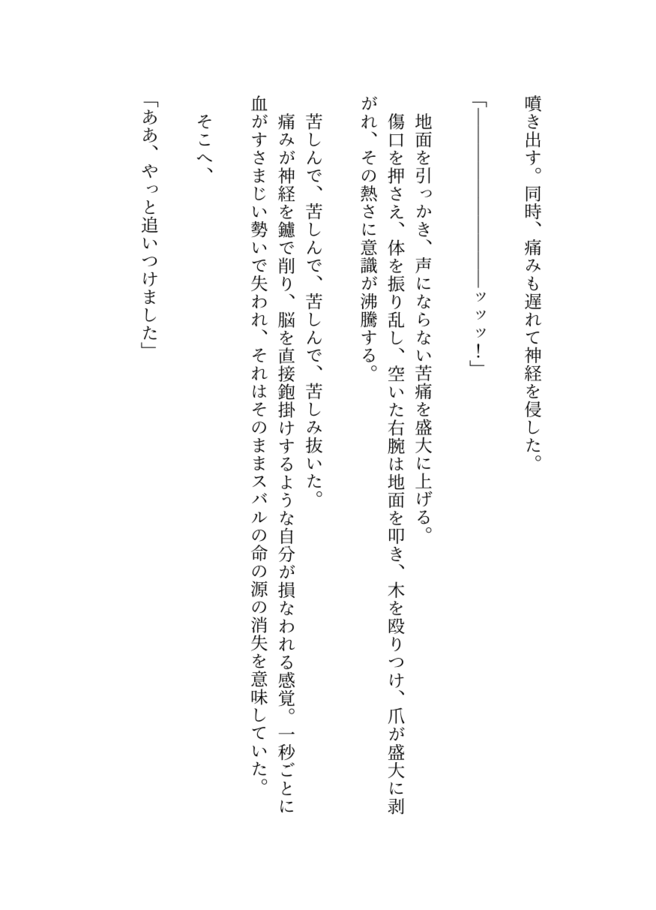 噴き出す。同時、痛みも遅れて神経を侵した。
「――――――――――ッッッ！」
地面を引っかき、声にならない苦痛を盛大に上げる。
傷口を押さえ、体を振り乱し、空いた右腕は地面を叩き、木を殴りつけ、爪が盛大に剥
がれ、その熱さに意識が沸騰する。
苦しんで、苦しんで、苦しんで、苦しみ抜いた。
痛みが神経を鑢で削り、脳を直接鉋掛けするような自分が損なわれる感覚。一秒ごとに
血がすさまじい勢いで失われ、それはそのままスバルの命の源の消失を意味していた。
そこへ、
「ああ、やっと追いつけました」